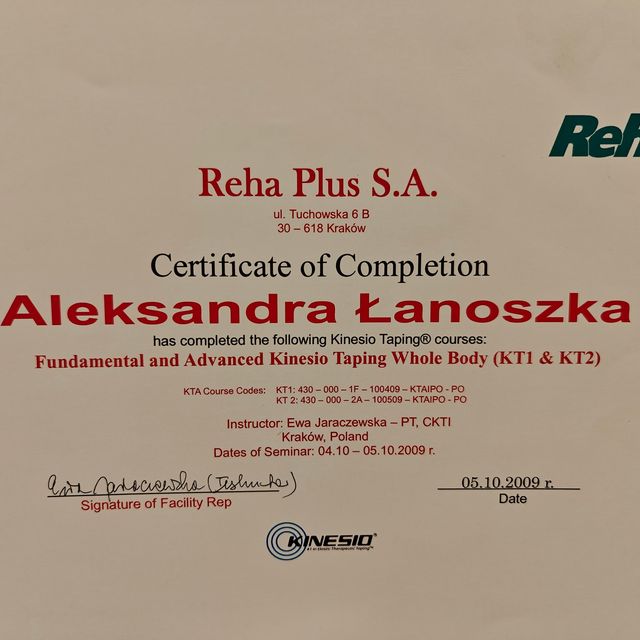 Reha Plus S.A.
ul. Tuchowska 6 B
30 – 618 Kraków
Certificate of Completion
Aleksandra Łanoszka
has completed the following Kinesio Taping® courses:
Fundamental and Advanced Kinesio Taping Whole Body (KT1 & KT2)
KTA Course Codes: KT1: 430 – 000 – 1F – 100409 – KTAIPO - PO
KT 2: 430 – 000 – 2A – 100509 – KTAIPO - PO
Instructor: Ewa Jaraczewska – PT, CKTI
Kraków, Poland
Dates of Seminar: 04.10 – 05.10.2009 r.
Ewa Jaraczewska
05.10.2009 r.
Signature of Facility Rep
Date
KINESIO®